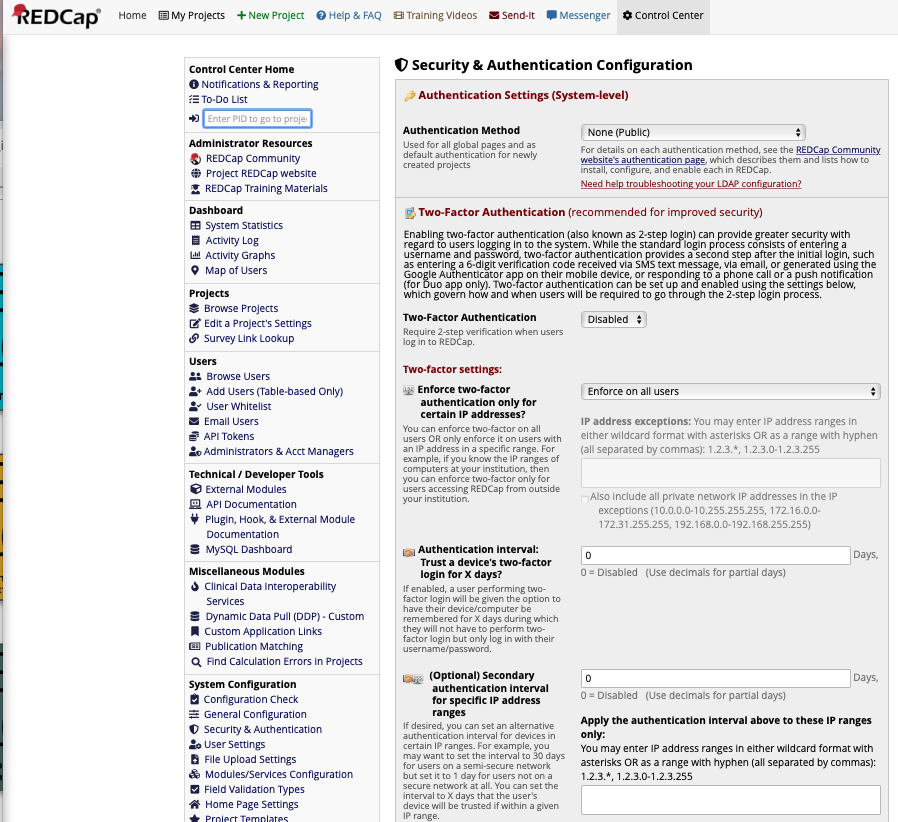 REDCap
Home
My Projects
New Project
Help & FAQ
Training Videos
Send-It
Messenger
Control Center
Control Center Home
Notifications & Reporting
To-Do List
Enter PID to go to proje
Administrator Resources
REDCap Community
Project REDCap website
REDCap Training Materials
Dashboard
System Statistics
Activity Log
Activity Graphs
Map of Users
Projects
Browse Projects
Edit a Project's Settings
Survey Link Lookup
Users
Browse Users
Add Users (Table-based Only)
User Whitelist
Email Users
API Tokens
Administrators & Acct Managers
Technical / Developer Tools
External Modules
API Documentation
Plugin, Hook, & External Module
Documentation
MySQL Dashboard
Miscellaneous Modules
Clinical Data Interoperability
Services
Dynamic Data Pull (DDP) - Custom
Custom Application Links
Publication Matching
Find Calculation Errors in Projects
System Configuration
Configuration Check
General Configuration
Security & Authentication
User Settings
File Upload Settings
Modules/Services Configuration
Field Validation Types
Home Page Settings
Project Templates
Security & Authentication Configuration
Authentication Settings (System-level)
Authentication Method
Used for all global pages and as
default authentication for newly
created projects
None (Public)
For details on each authentication method, see the REDCap Community
website's authentication page, which describes them and lists how to
install, configure, and enable each in REDCap.
Need help troubleshooting your LDAP configuration?
Two-Factor Authentication (recommended for improved security)
Enabling two-factor authentication (also known as 2-step login) can provide greater security with
regard to users logging in to the system. While the standard login process consists of entering a
username and password, two-factor authentication provides a second step after the initial login, such
as entering a 6-digit verification code received via SMS text message, via email, or generated using the
Google Authenticator app on their mobile device, or responding to a phone call or a push notification
(for Duo app only). Two-factor authentication can be set up and enabled using the settings below,
which govern how and when users will be required to go through the 2-step login process.
Two-Factor Authentication
Require 2-step verification when users
log in to REDCap.
Disabled
Two-factor settings:
Enforce two-factor
authentication only for
certain IP addresses?
You can enforce two-factor on all
users OR only enforce it on users with
an IP address in a specific range. For
example, if you know the IP ranges of
computers at your institution, then
you can enforce two-factor only for
users accessing REDCap from outside
your institution.
Enforce on all users
IP address exceptions: You may enter IP address ranges in
either wildcard format with asterisks OR as a range with hyphen
(all separated by commas): 1.2.3.*, 1.2.3.0-1.2.3.255
Also include all private network IP addresses in the IP
exceptions (10.0.0.0-10.255.255.255, 172.16.0.0-
172.31.255.255, 192.168.0.0-192.168.255.255)
Authentication interval:
Trust a device's two-factor
login for X days?
If enabled, a user performing two-
factor login will be given the option to
have their device/computer be
remembered for X days during which
they will not have to perform two-
factor login but only log in with their
username/password.
0
Days,
0 = Disabled (Use decimals for partial days)
(Optional) Secondary
authentication interval
for specific IP address
ranges
If desired, you can set an alternative
authentication interval for devices in
certain IP ranges. For example, you
may want to set the interval to 30 days
for users on a semi-secure network
but set it to 1 day for users not on a
secure network at all. You can set the
interval to X days that the user's
device will be trusted if within a given
IP range.
0
Days,
0 = Disabled (Use decimals for partial days)
Apply the authentication interval above to these IP ranges
only:
You may enter IP address ranges in either wildcard format with
asterisks OR as a range with hyphen (all separated by commas):
1.2.3.*, 1.2.3.0-1.2.3.255